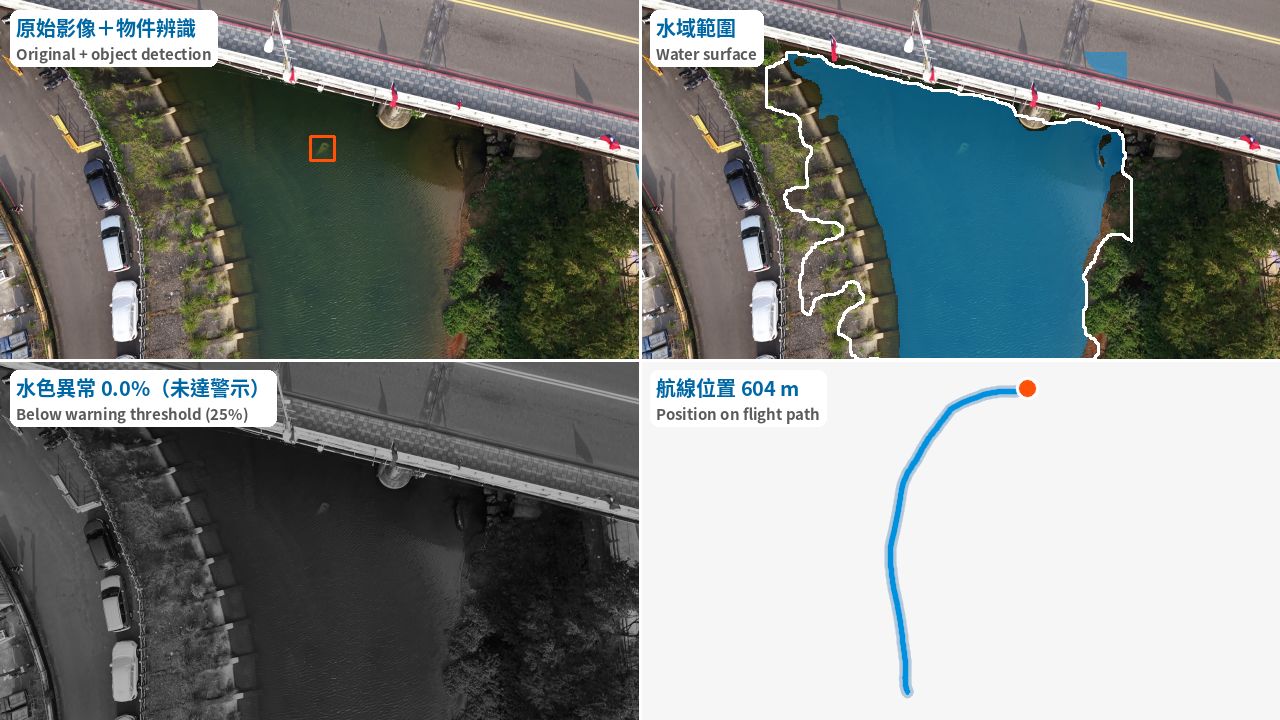 原始影像＋物件辨識
Original + object detection
水域範圍
Water surface
水色異常 0.0%（未達警示）
Below warning threshold (25%)
航線位置 604 m
Position on flight path